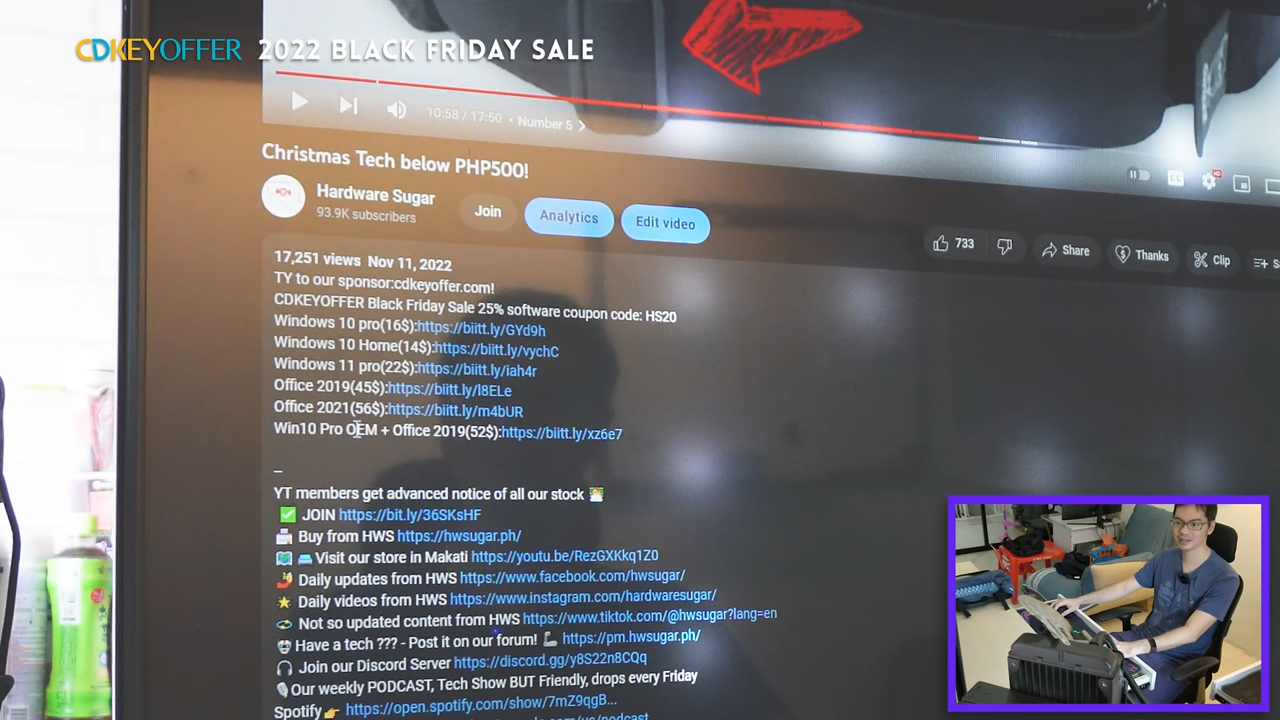 CDKEYOFFER 2022 BLACK FRIDAY SALE
10:58 / 17:50 • Number 5 >
Christmas Tech below PHP500!
Hardware Sugar
93.9K subscribers
Join
Analytics
Edit video
733
Share
Thanks
Clip
17,251 views Nov 11, 2022
TY to our sponsor:cdkeyoffer.com!
CDKEYOFFER Black Friday Sale 25% software coupon code: HS20
Windows 10 pro(16$):https://biitt.ly/GYd9h
Windows 10 Home(14$):https://biitt.ly/vychC
Windows 11 pro(22$):https://biitt.ly/iah4r
Office 2019(45$):https://biitt.ly/l8ELe
Office 2021(56$):https://biitt.ly/m4bUR
Win10 Pro OEM + Office 2019(52$):https://biitt.ly/xz6e7
_
YT members get advanced notice of all our stock
JOIN https://bit.ly/36SKsHF
Buy from HWS https://hwsugar.ph/
Visit our store in Makati https://youtu.be/RezGXKkq1Z0
Daily updates from HWS https://www.facebook.com/hwsugar/
Daily videos from HWS https://www.instagram.com/hardwaresugar/
Not so updated content from HWS https://www.tiktok.com/@hwsugar?lang=en
Have a tech ??? - Post it on our forum! https://pm.hwsugar.ph/
Join our Discord Server https://discord.gg/y8S22n8CQq
Our weekly PODCAST, Tech Show BUT Friendly, drops every Friday
Spotify https://open.spotify.com/show/7mZ9qgB...